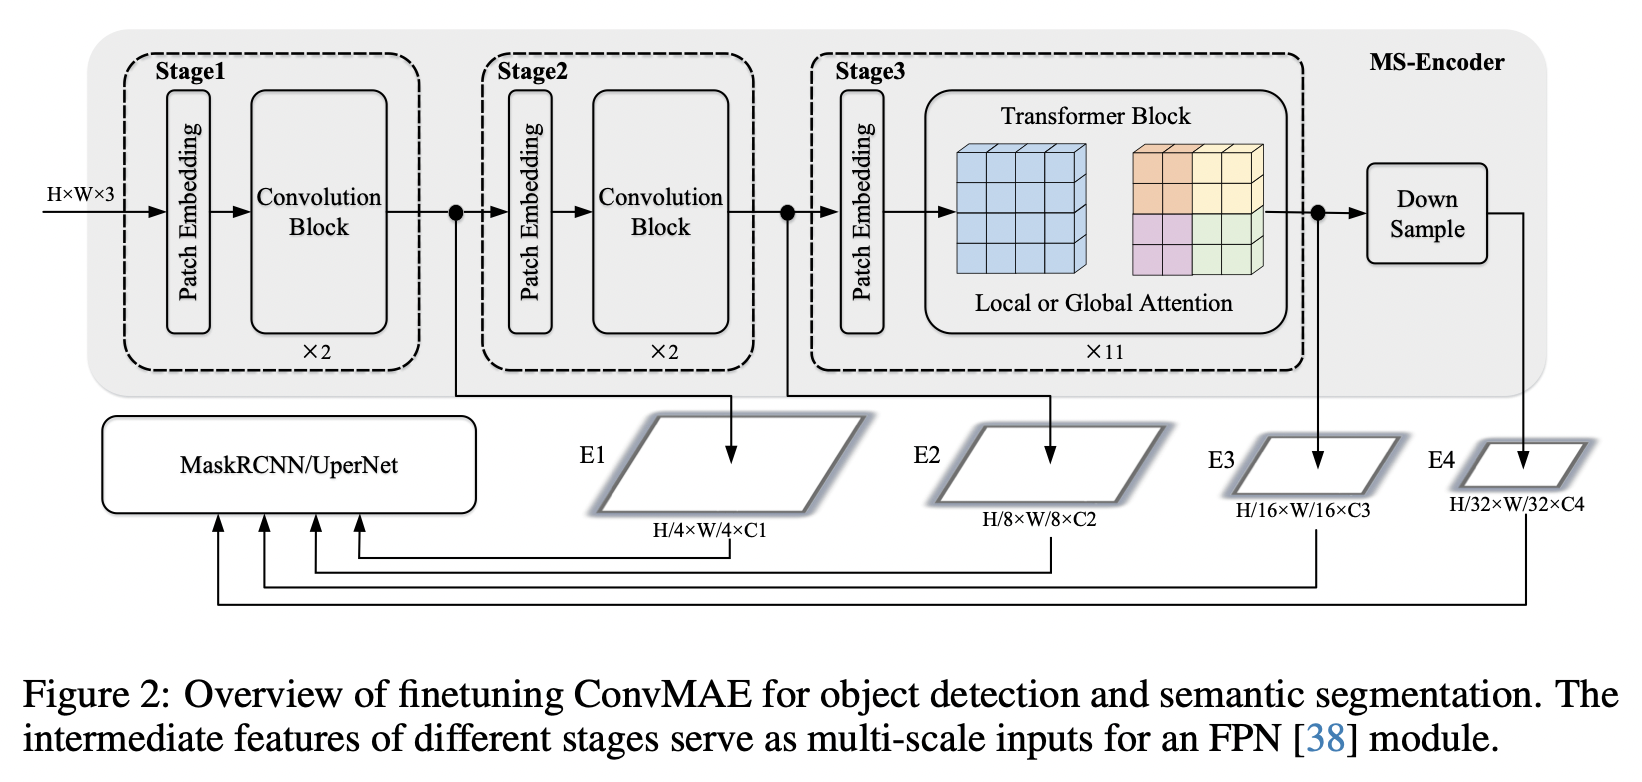 MS-Encoder
Stage1
Stage2
Stage3
H×W×3
Patch Embedding
Convolution
Block
×2
Patch Embedding
Convolution
Block
×2
Patch Embedding
Transformer Block
Local or Global Attention
×11
Down
Sample
MaskRCNN/UperNet
E1
H/4×W/4×C1
E2
H/8×W/8×C2
E3
H/16×W/16×C3
E4
H/32×W/32×C4
Figure 2: Overview of finetuning ConvMAE for object detection and semantic segmentation. The
intermediate features of different stages serve as multi-scale inputs for an FPN [38] module.